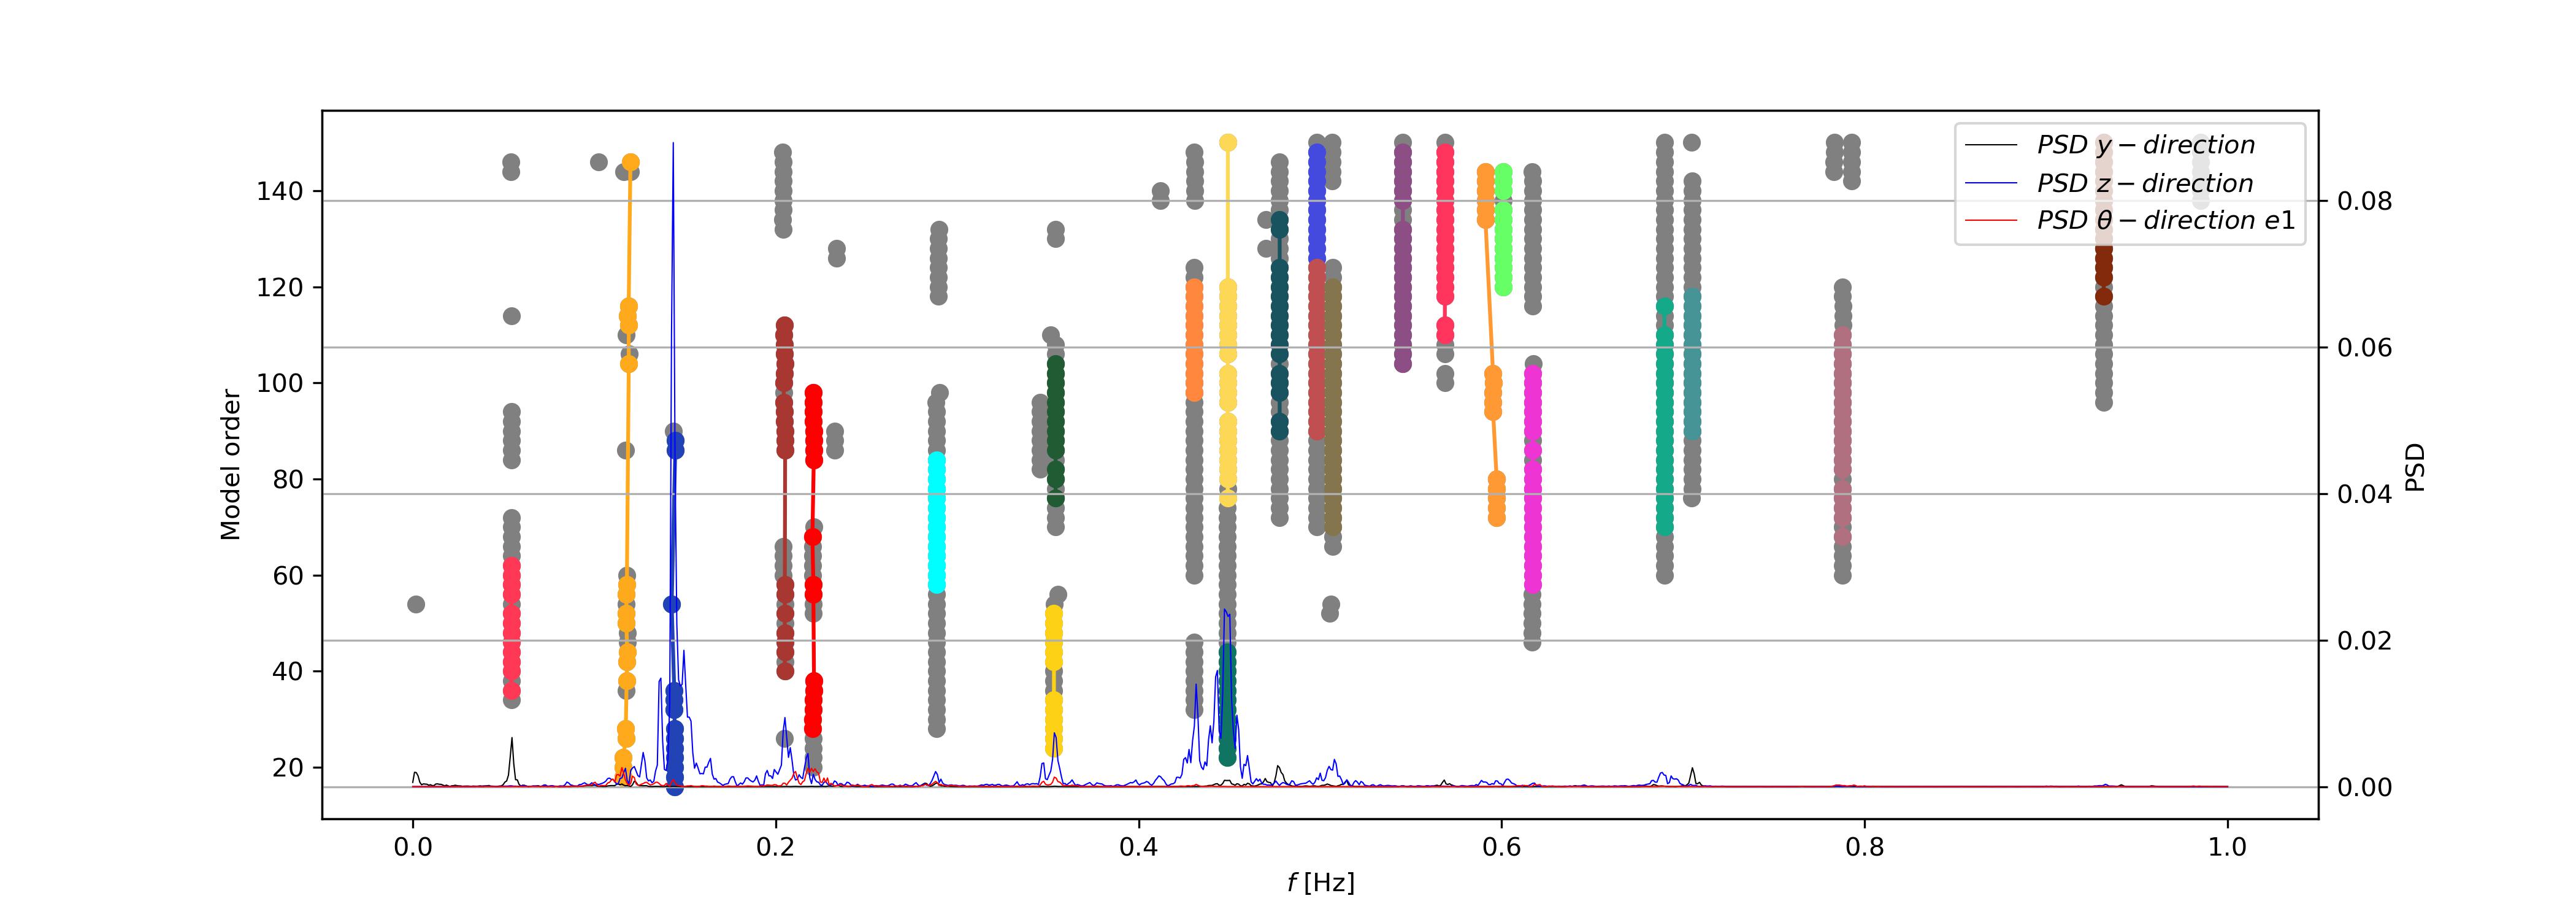 PSD y − direction
PSD z − direction
PSD θ − direction e1
Model order
140
120
100
80
60
40
20
0.08
0.06
0.04
0.02
0.00
PSD
0.0 0.2 0.4 0.6 0.8 1.0
f [Hz]